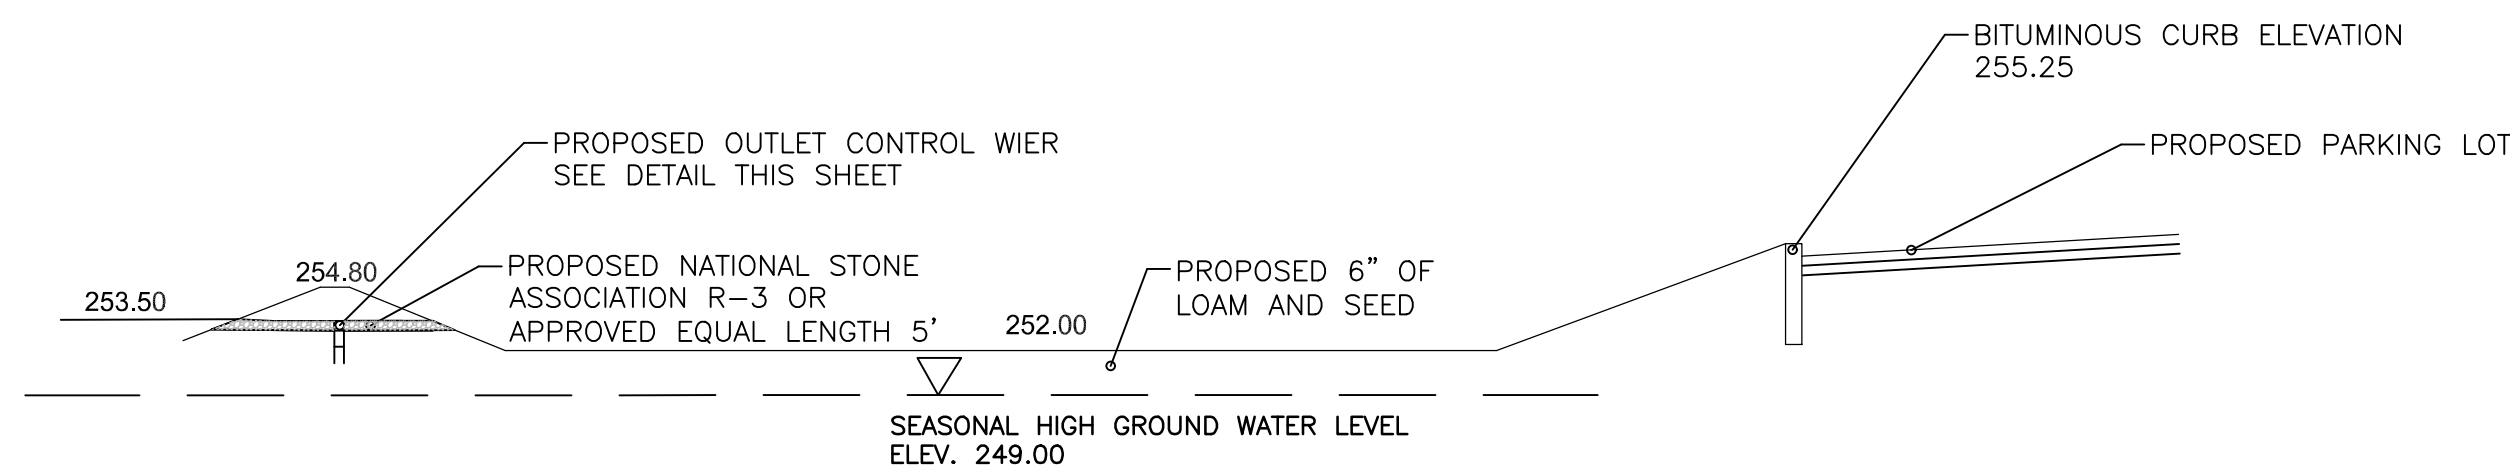 BITUMINOUS CURB ELEVATION
255.25
PROPOSED OUTLET CONTROL WIER
SEE DETAIL THIS SHEET
PROPOSED PARKING LOT
254.80
253.50
PROPOSED NATIONAL STONE
ASSOCIATION R-3 OR
APPROVED EQUAL LENGTH 5'
252.00
PROPOSED 6" OF
LOAM AND SEED
SEASONAL HIGH GROUND WATER LEVEL
ELEV. 249.00